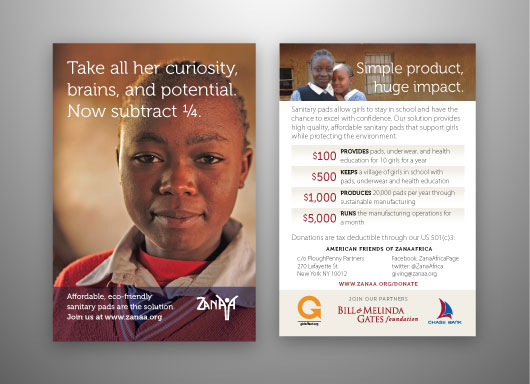 Take all her curiosity,
brains, and potential.
Now subtract ¼.
Affordable, eco-friendly
sanitary pads are the solution.
Join us at www.zanaa.org
ZANAA
Simple product,
huge impact.
Sanitary pads allow girls to stay in school and have the
chance to excel with confidence. Our solution provides
high quality, affordable sanitary pads that support girls
while protecting the environment.
$100 PROVIDES pads, underwear, and health
education for 10 girls for a year
$500 KEEPS a village of girls in school with
pads, underwear and health education
$1,000 PRODUCES 20,000 pads per year through
sustainable manufacturing
$5,000 RUNS the manufacturing operations for
a month
Donations are tax deductible through our US 501(c)3:
AMERICAN FRIENDS OF ZANAAFRICA
c/o PloughPenny Partners
270 Lafayette St
New York NY 10012
Facebook: ZanaAfricaPage
twitter: @ZanaAfrica
giving@zanaa.org
WWW.ZANAA.ORG/DONATE
JOIN OUR PARTNERS
G
girleffect.org
BILL & MELINDA
GATES foundation
CHASE BANK